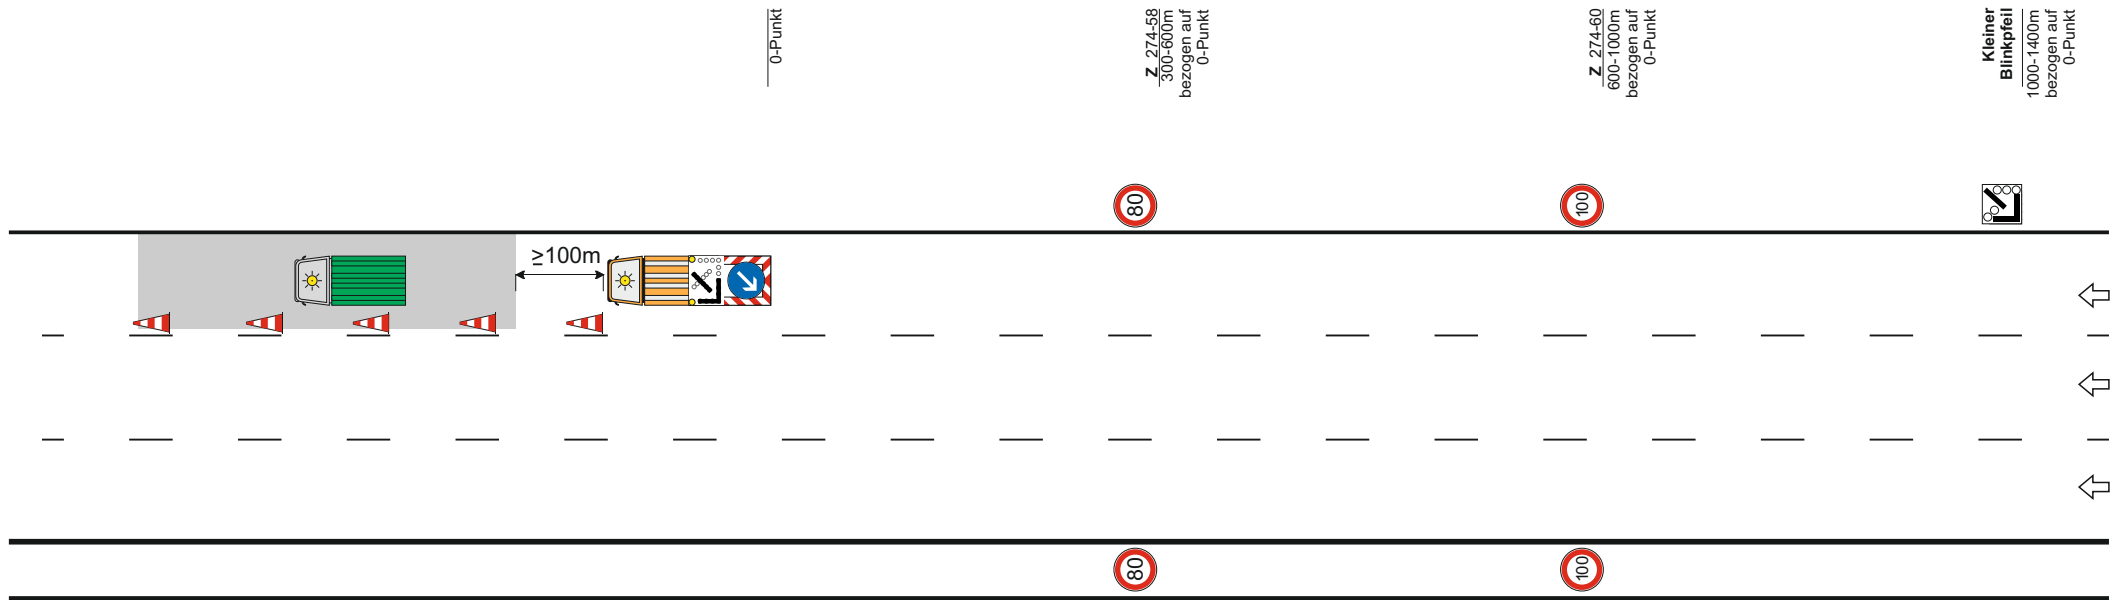 0-Punkt
Z 274-58
300-600m
bezogen auf
0-Punkt
Z 274-60
600-1000m
bezogen auf
0-Punkt
Kleiner
Blinkpfeil
1000-1400m
bezogen auf
0-Punkt
80
100
≥100m
80
100